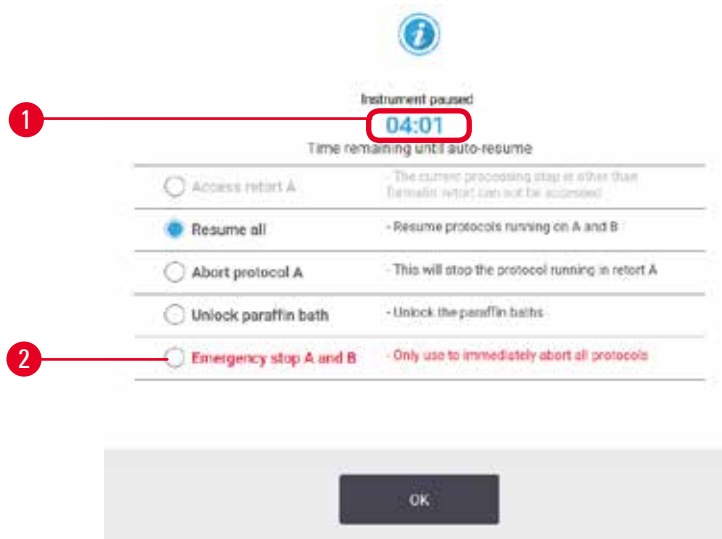 Instrument paused
1
04:01
Time remaining until auto-resume
Access retort A
- The current processing step is other than
formalin, retort can not be accessed
Resume all
- Resume protocols running on A and B
Abort protocol A
- This will stop the protocol running in retort A
Unlock paraffin bath
- Unlock the paraffin baths
2
Emergency stop A and B
- Only use to immediately abort all protocols
OK